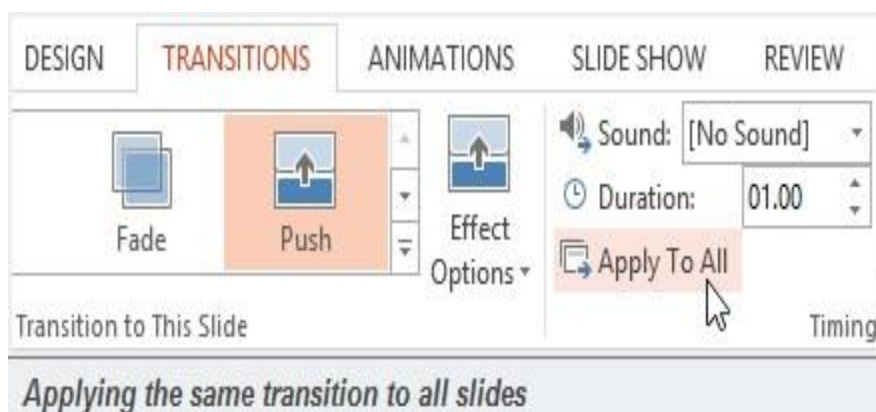 DESIGN TRANSITIONS ANIMATIONS SLIDE SHOW REVIEW
Sound: [No Sound]
Duration: 01.00
Fade Push Effect Options
Apply To All
Transition to This Slide Timing
Applying the same transition to all slides